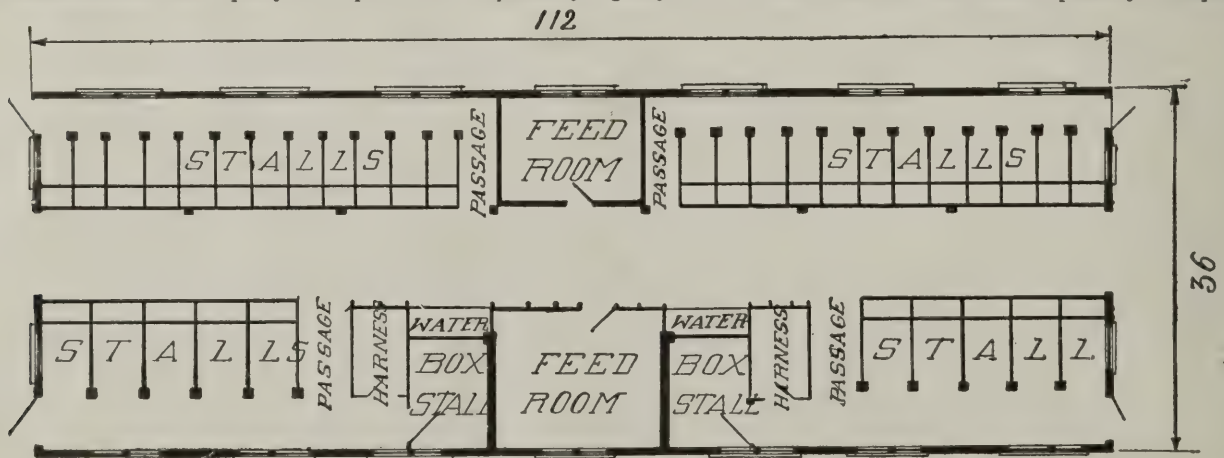 112
STALLS
PASSAGE
FEED
ROOM
PASSAGE
STALLS
36
STALLS
PASSAGE
HARNESS
WATER
BOX
STALL
FEED
ROOM
WATER
BOX
STALL
HARNESS
PASSAGE
STALL